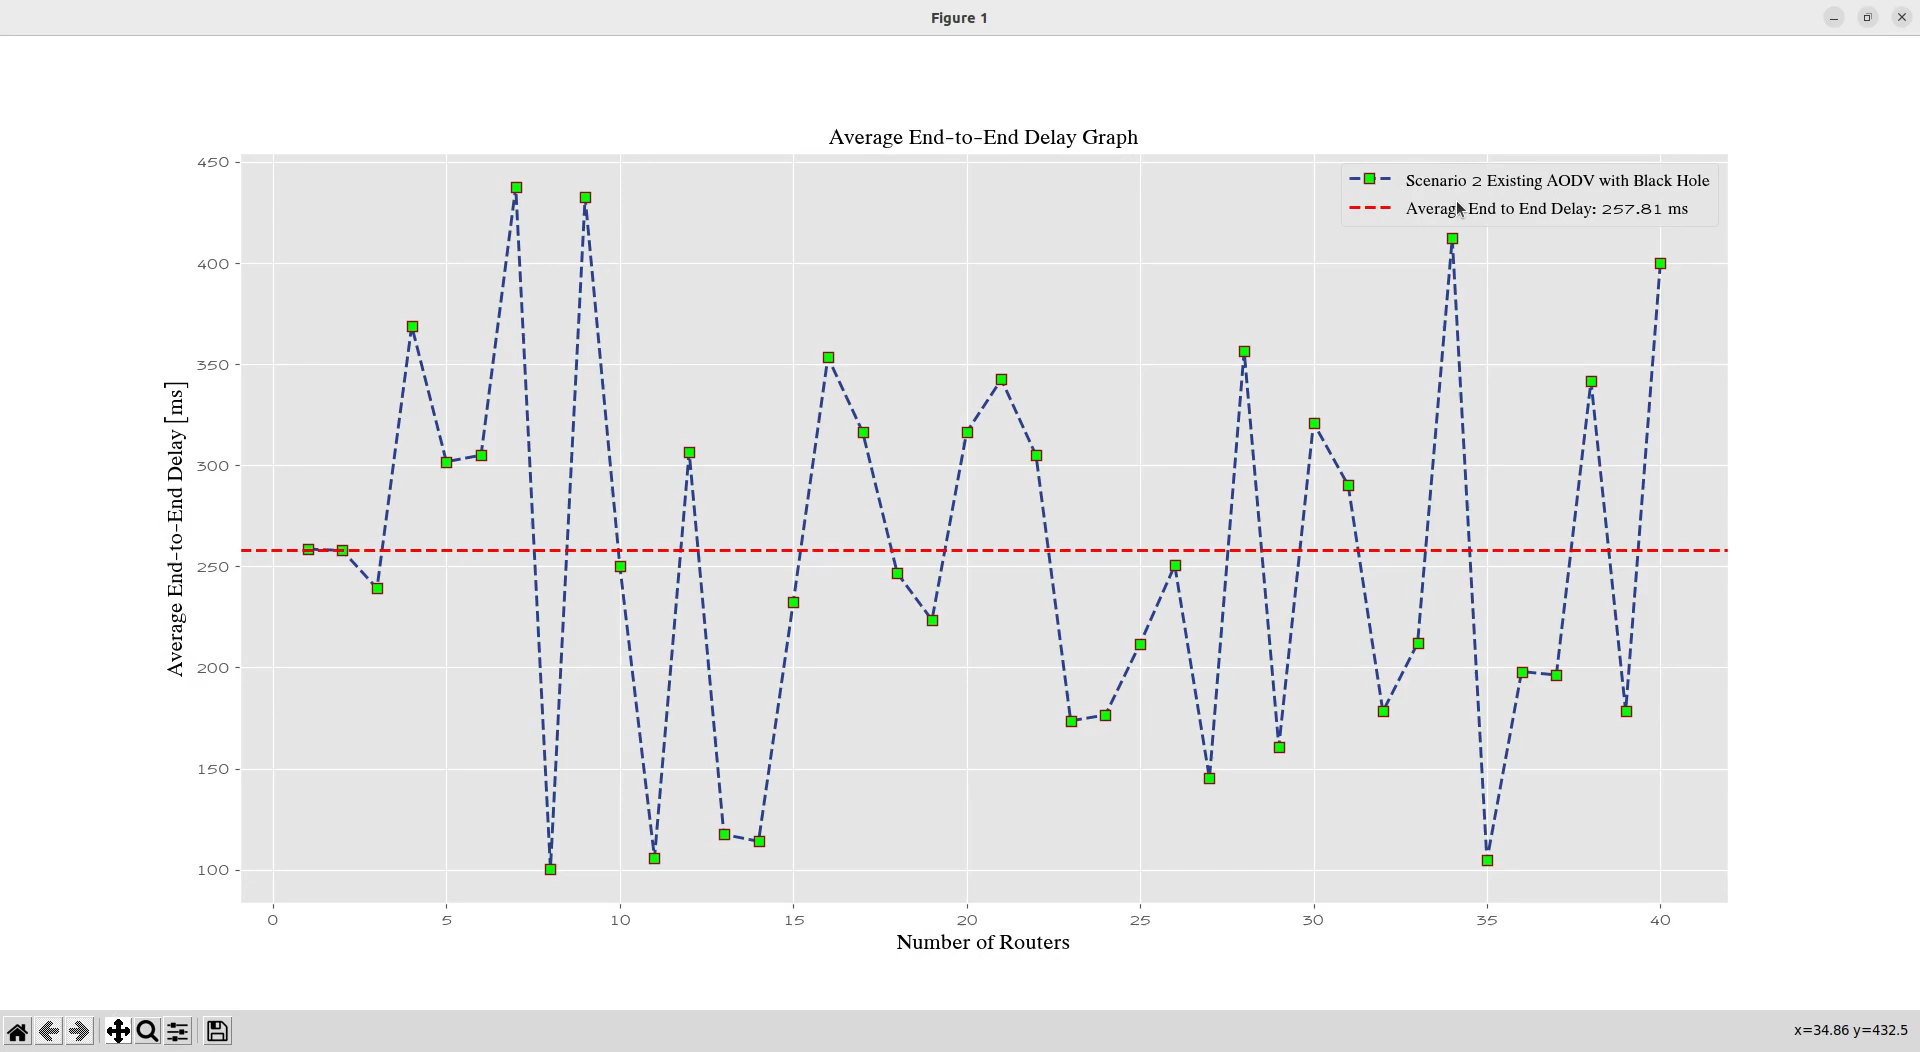 Figure 1
Average End-to-End Delay Graph
Scenario 2 Existing AODV with Black Hole
Average End to End Delay: 257.81 ms
Average End-to-End Delay [ms]
450
400
350
300
250
200
150
100
0 5 10 15 20 25 30 35 40
Number of Routers
x=34.86 y=432.5